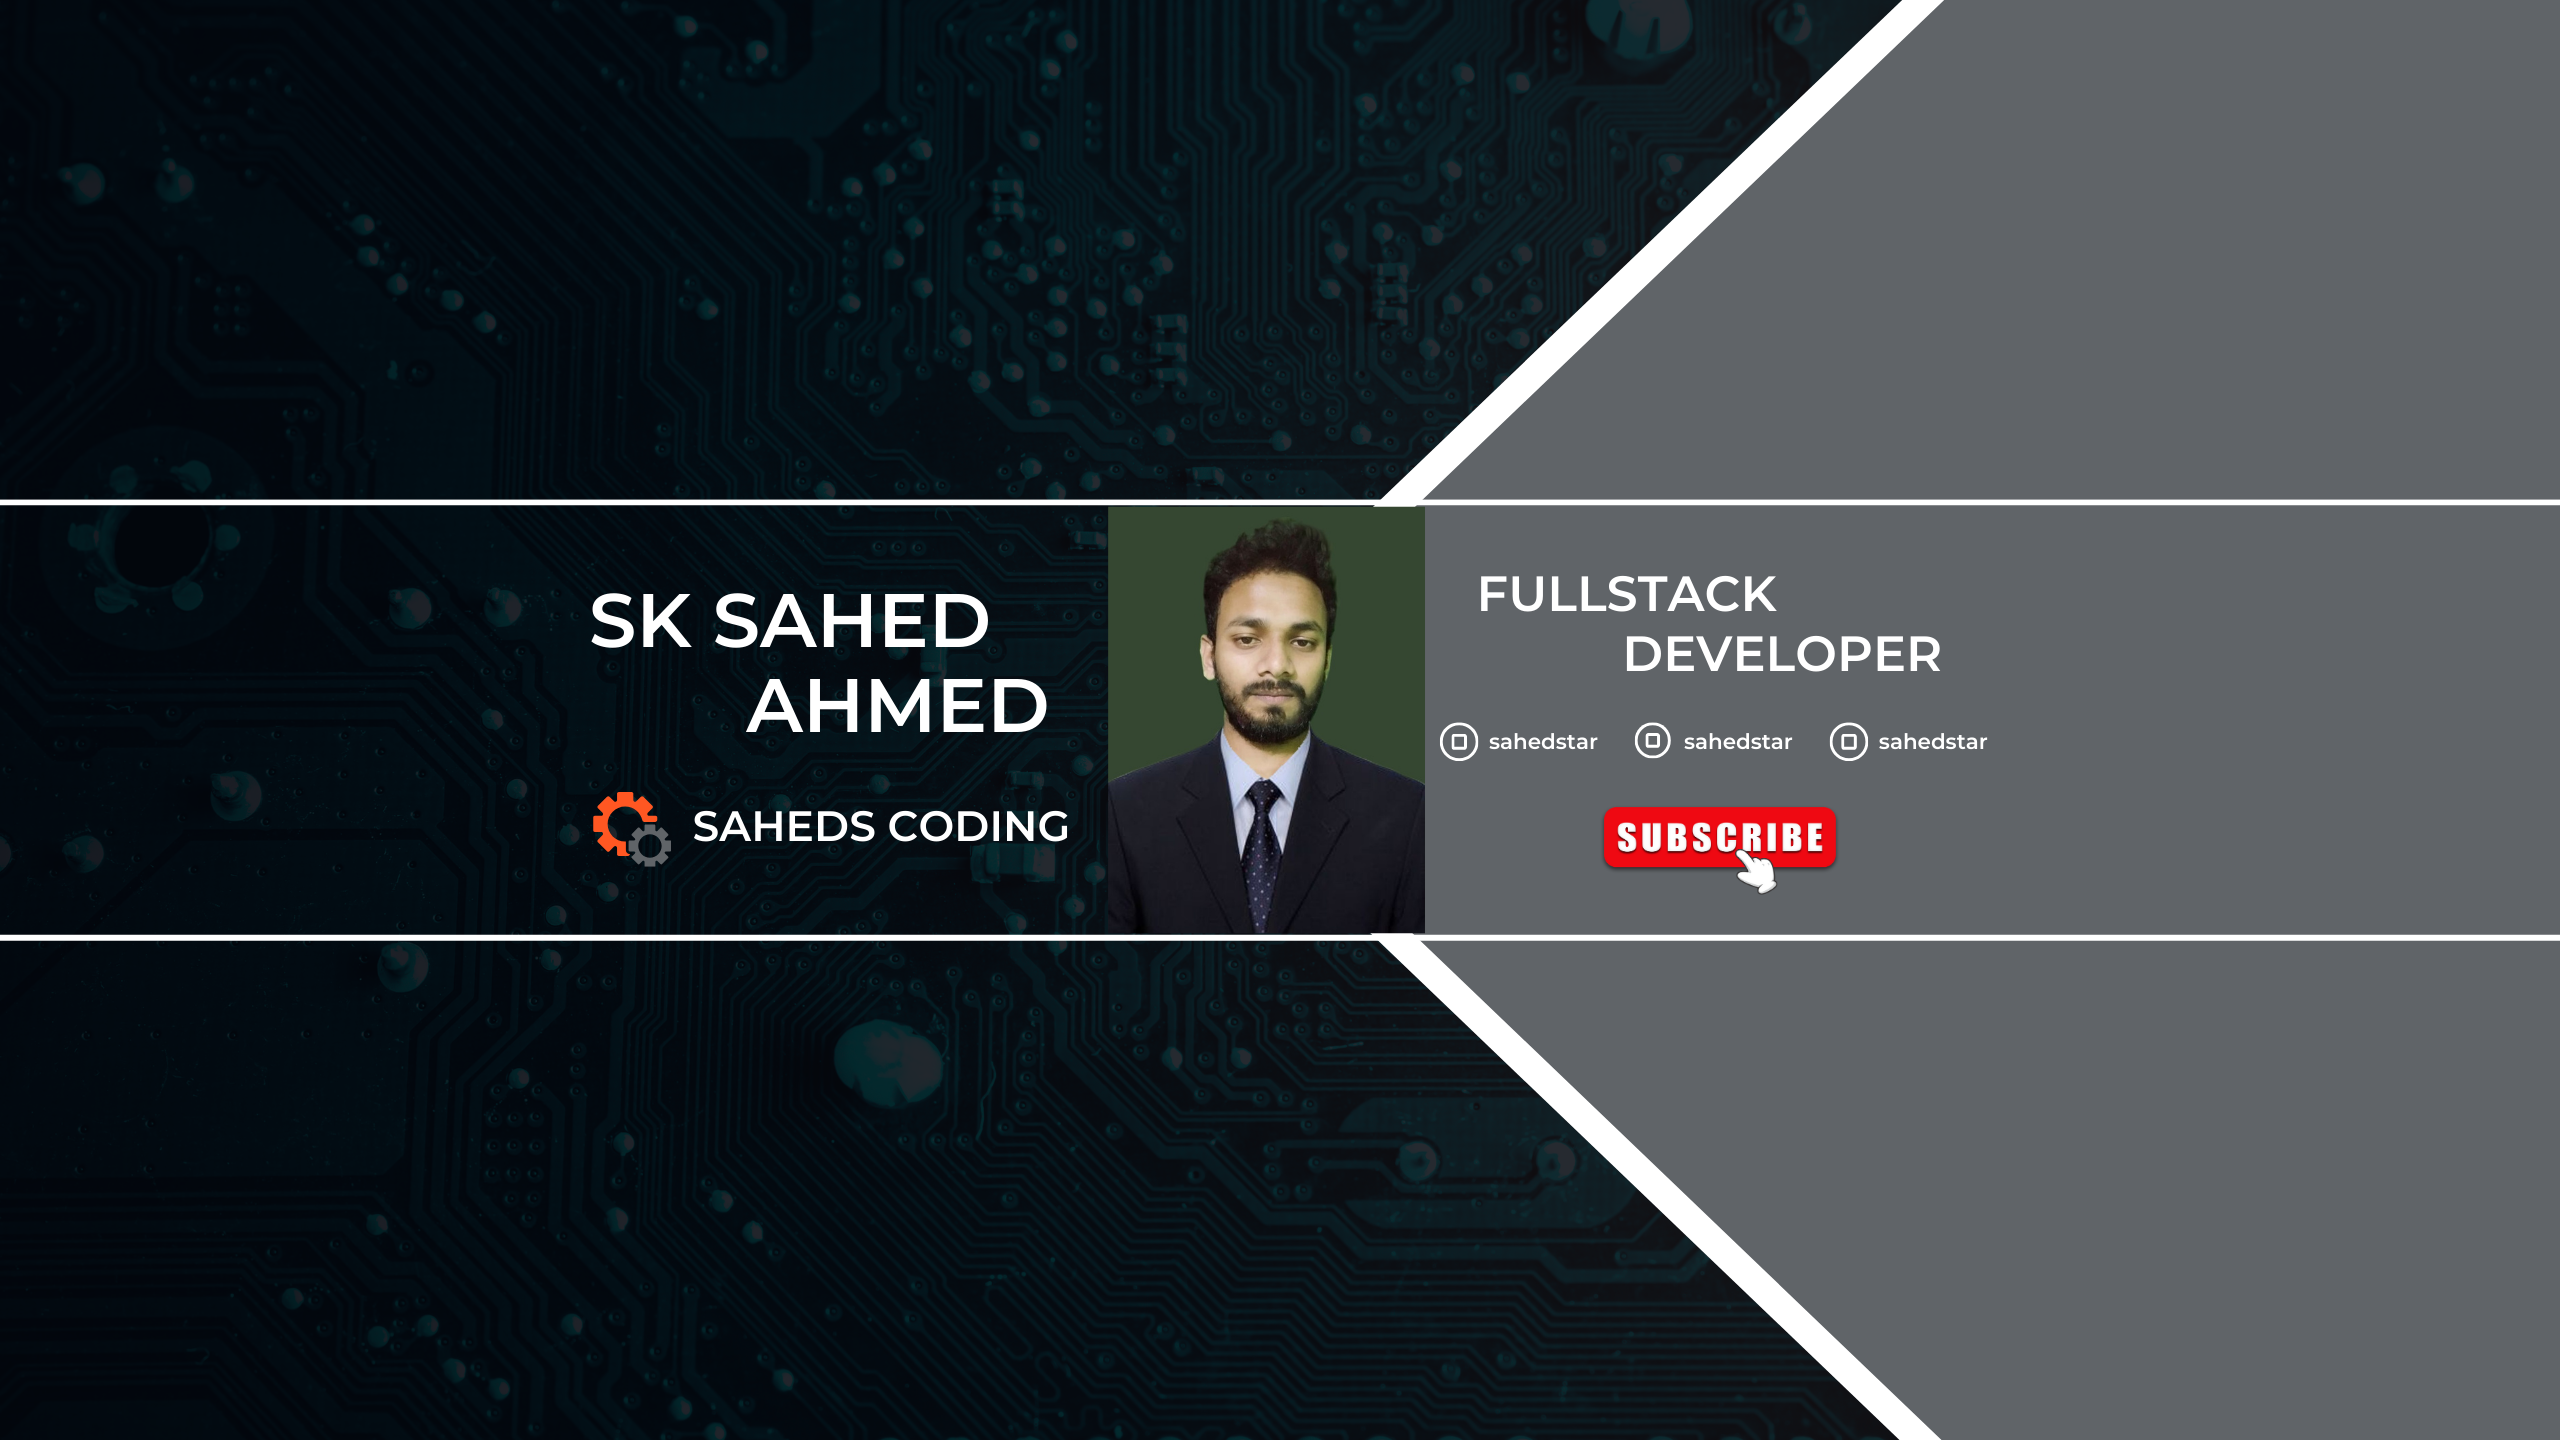 SK SAHED
AHMED
SAHEDS CODING
FULLSTACK
DEVELOPER
sahedstar
sahedstar
sahedstar
SUBSCRIBE